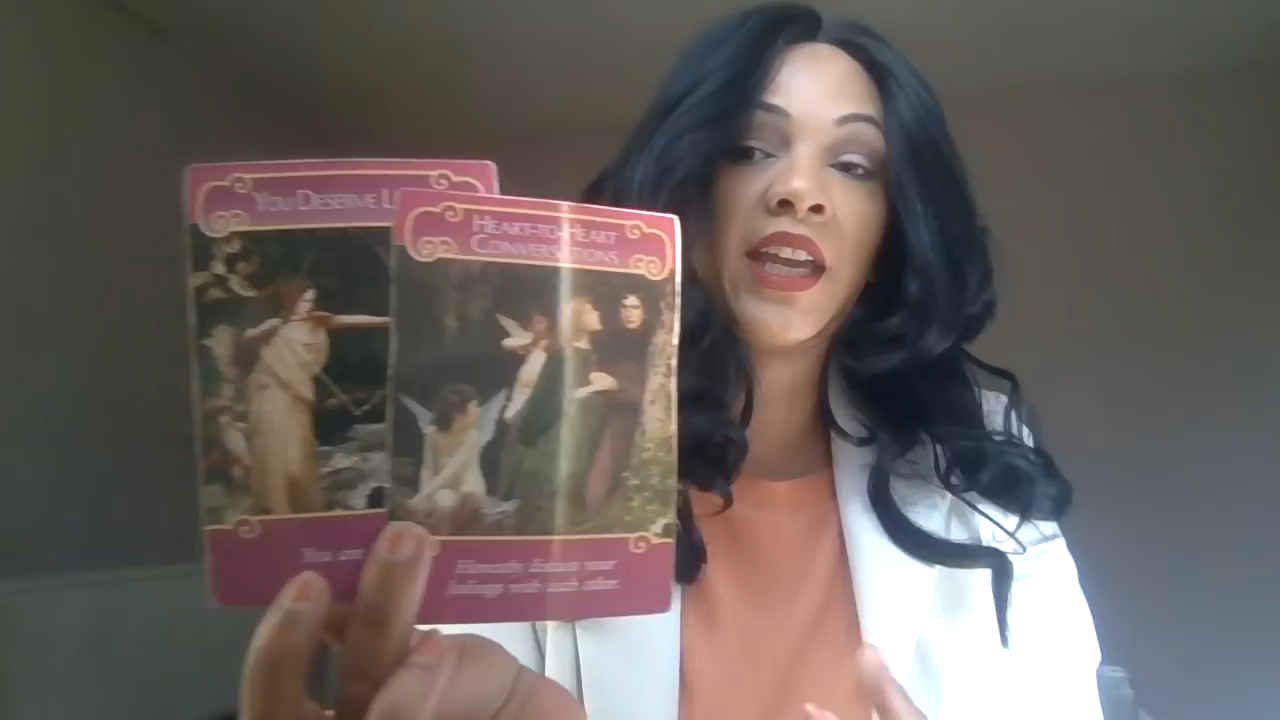 YOU DESERVE
HEART-TO-HEART
CONVERSATIONS
You are
Honestly discuss your
feelings with each other.